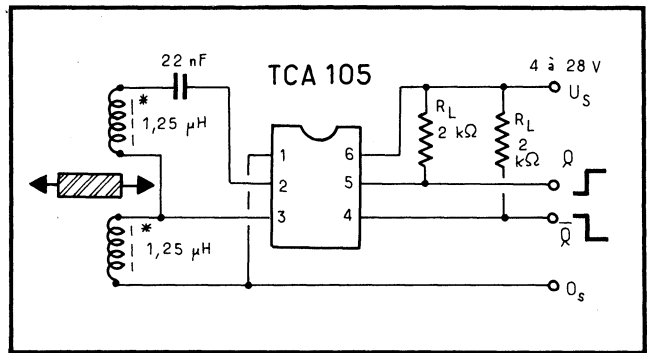 22 nF
TCA 105
4 à 28 V
U_S
*
1,25 µH
R_L
2 kΩ
R_L
2
kΩ
1
6
2
5
Q
3
4
Q̅
*
1,25 µH
0_s